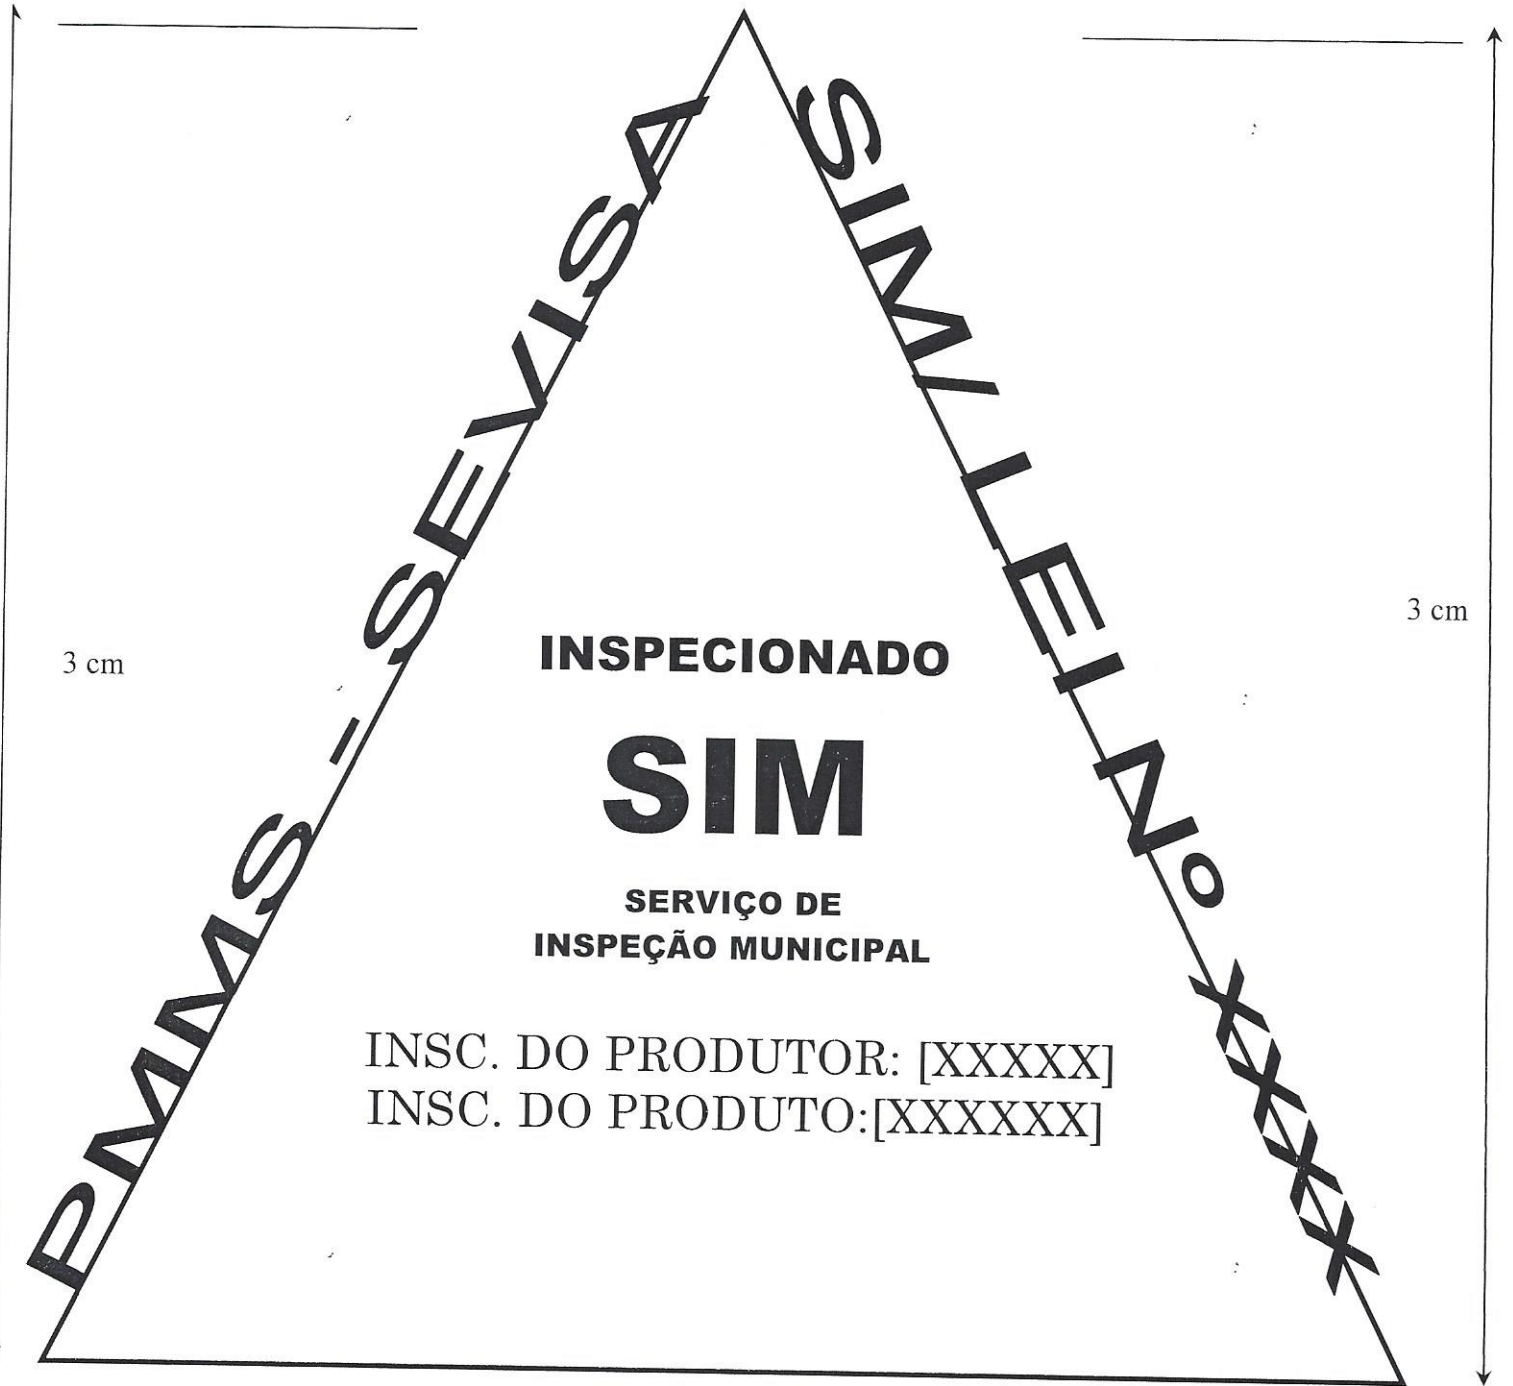 PMMS - SEVISA
SIM/ LEI Nº XXXX
3 cm
3 cm
INSPECIONADO
SIM
SERVIÇO DE
INSPEÇÃO MUNICIPAL
INSC. DO PRODUTOR: [XXXXX]
INSC. DO PRODUTO:[XXXXXX]